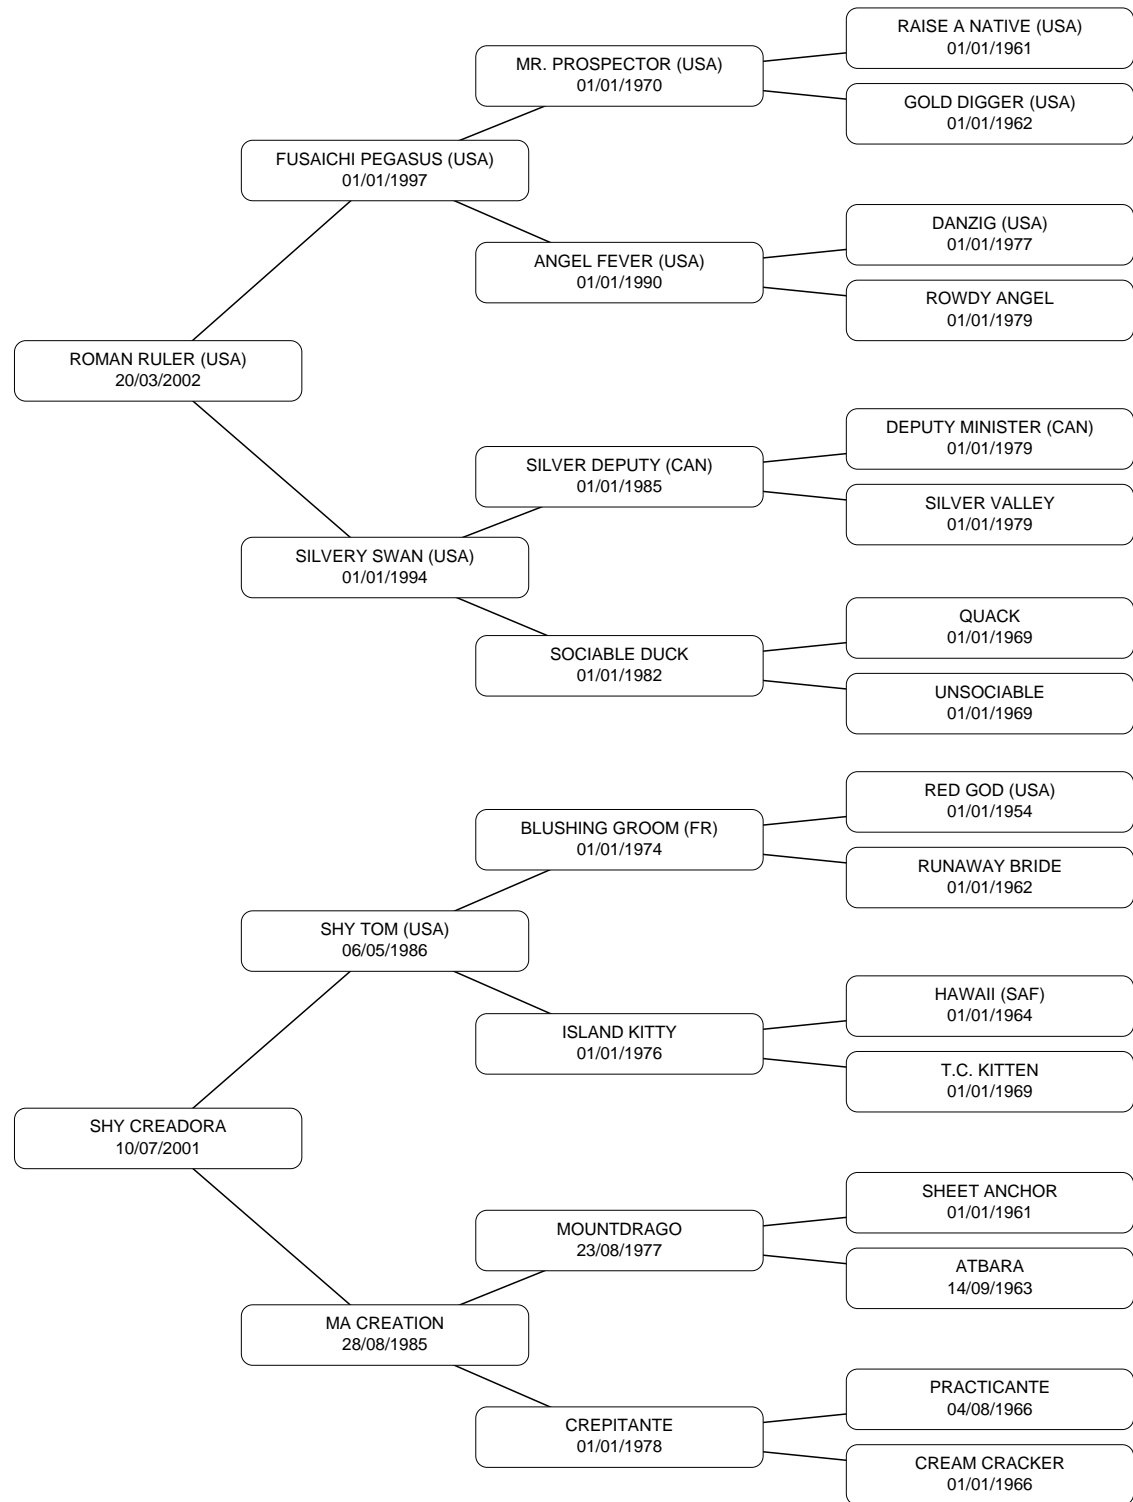 RAISE A NATIVE (USA)
01/01/1961
MR. PROSPECTOR (USA)
01/01/1970
GOLD DIGGER (USA)
01/01/1962
FUSAICHI PEGASUS (USA)
01/01/1997
DANZIG (USA)
01/01/1977
ANGEL FEVER (USA)
01/01/1990
ROWDY ANGEL
01/01/1979
ROMAN RULER (USA)
20/03/2002
DEPUTY MINISTER (CAN)
01/01/1979
SILVER DEPUTY (CAN)
01/01/1985
SILVER VALLEY
01/01/1979
SILVERY SWAN (USA)
01/01/1994
QUACK
01/01/1969
SOCIABLE DUCK
01/01/1982
UNSOCIABLE
01/01/1969
RED GOD (USA)
01/01/1954
BLUSHING GROOM (FR)
01/01/1974
RUNAWAY BRIDE
01/01/1962
SHY TOM (USA)
06/05/1986
HAWAII (SAF)
01/01/1964
ISLAND KITTY
01/01/1976
T.C. KITTEN
01/01/1969
SHY CREADORA
10/07/2001
SHEET ANCHOR
01/01/1961
MOUNTDRAGO
23/08/1977
ATBARA
14/09/1963
MA CREATION
28/08/1985
PRACTICANTE
04/08/1966
CREPITANTE
01/01/1978
CREAM CRACKER
01/01/1966